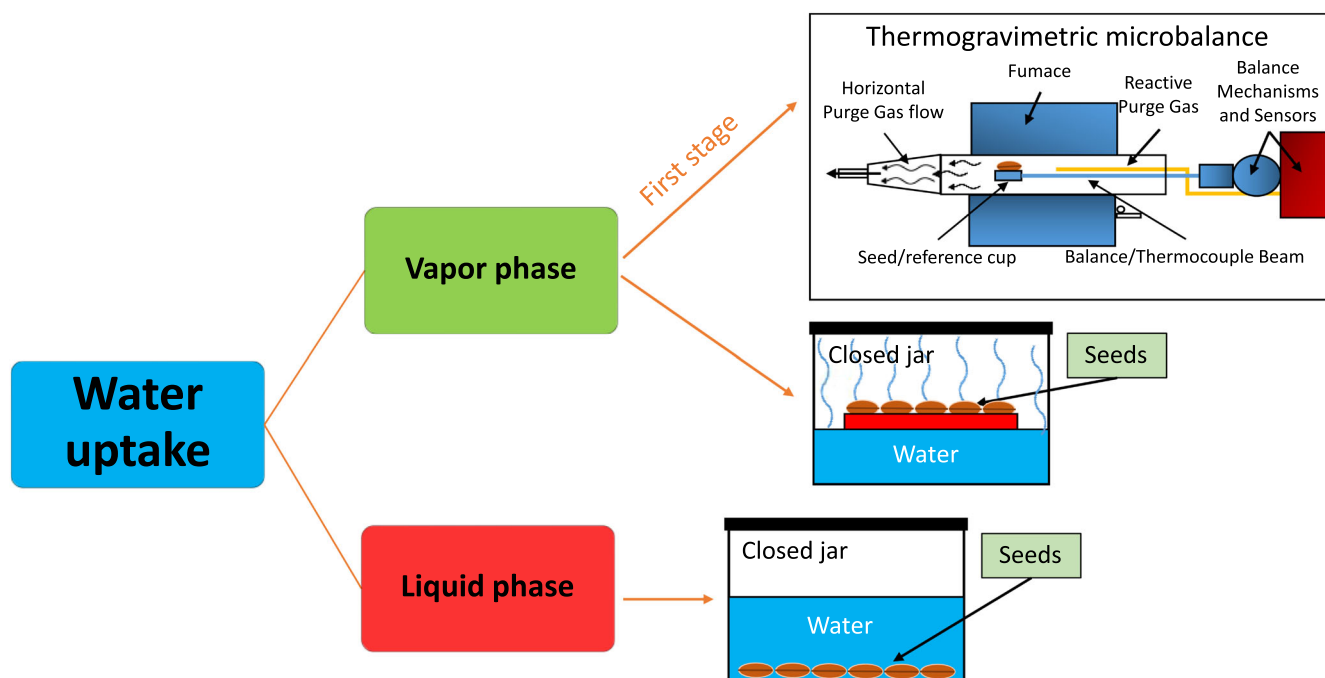 Thermogravimetric microbalance
Fumace
Horizontal
Purge Gas flow
Reactive
Purge Gas
Balance
Mechanisms
and Sensors
Seed/reference cup
Balance/Thermocouple Beam
First stage
Vapor phase
Closed jar
Seeds
Water
Water
uptake
Liquid phase
Closed jar
Seeds
Water